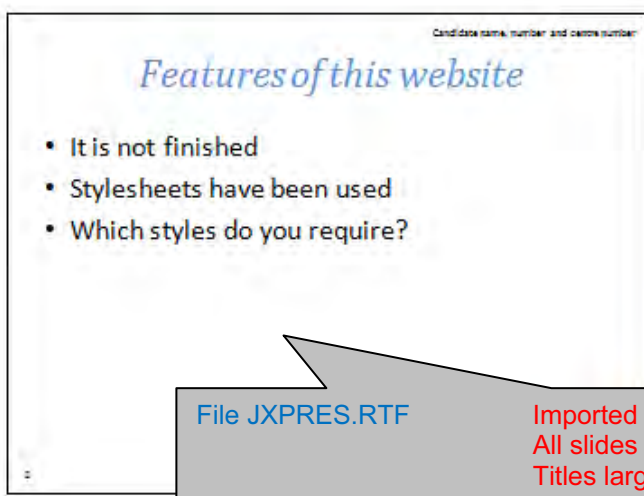 Candidate name, number and centre number
Features of this website
• It is not finished
• Stylesheets have been used
• Which styles do you require?
File JXPRES.RTF Imported
All slides
Titles larg